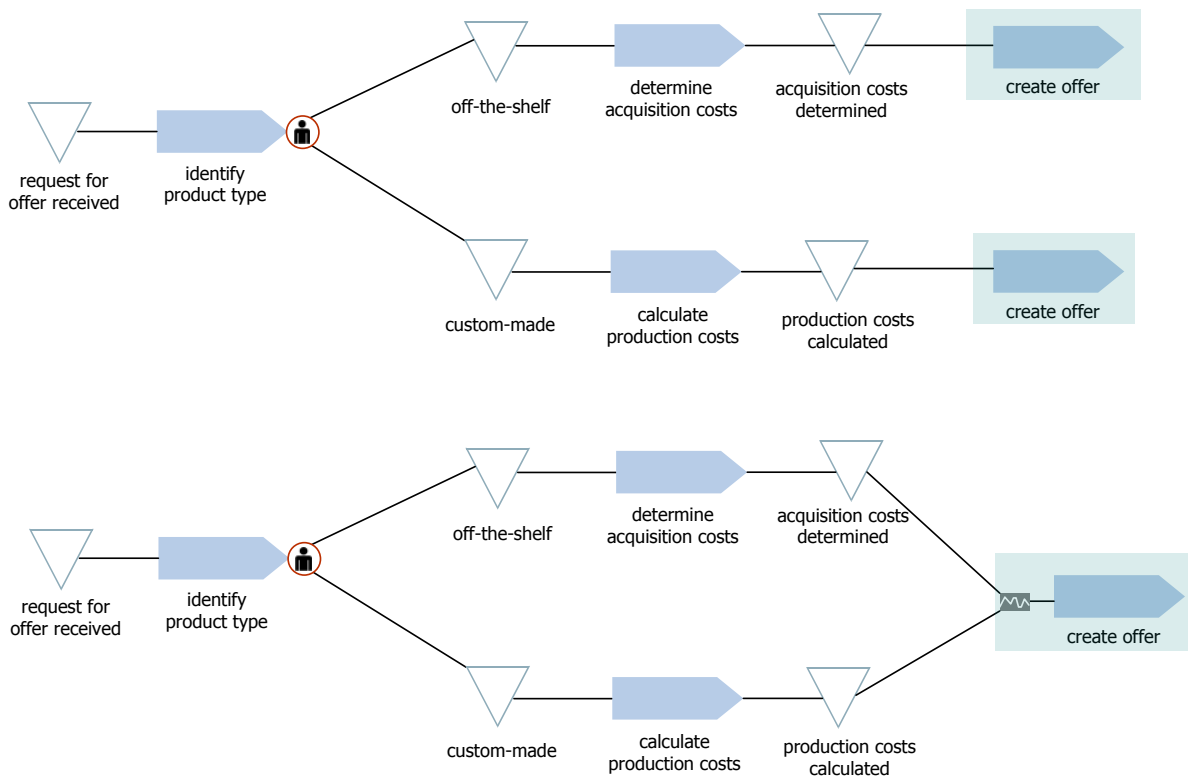 off-the-shelf
determine
acquisition costs
acquisition costs
determined
create offer
request for
offer received
identify
product type
custom-made
calculate
production costs
production costs
calculated
create offer
off-the-shelf
determine
acquisition costs
acquisition costs
determined
request for
offer received
identify
product type
create offer
custom-made
calculate
production costs
production costs
calculated